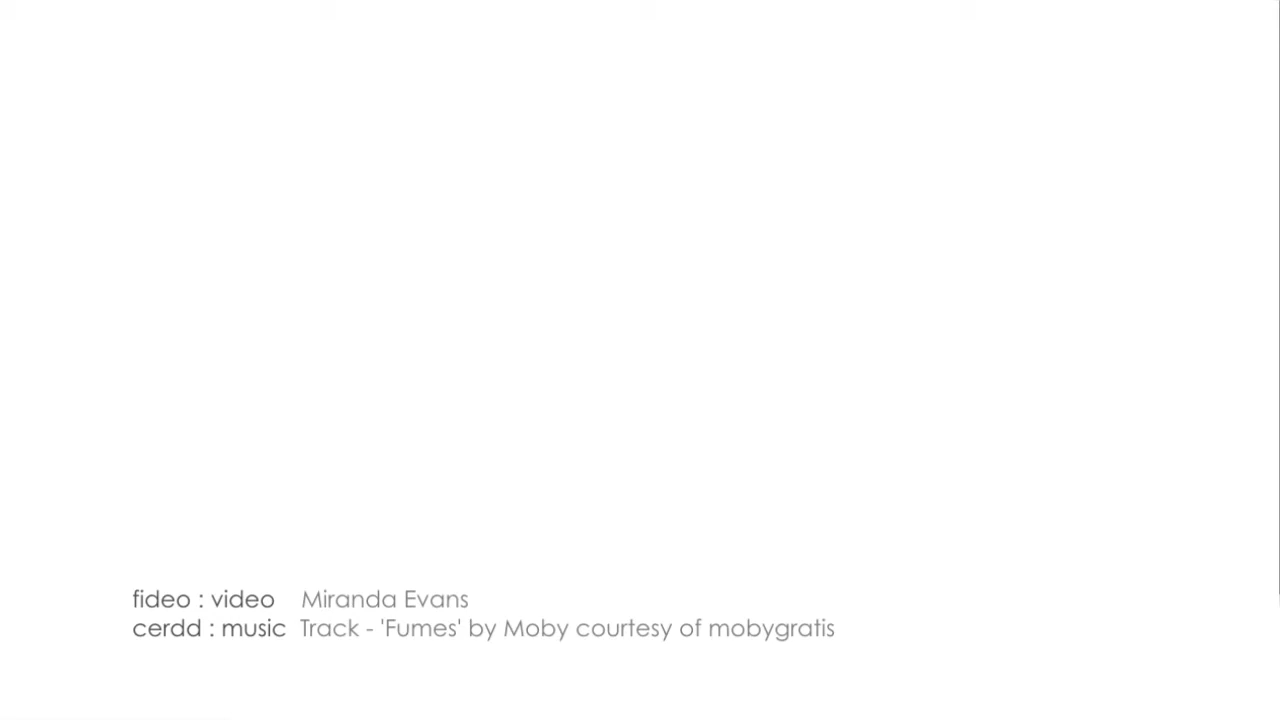 fideo : video Miranda Evans
cerdd : music Track - 'Fumes' by Moby courtesy of mobygratis